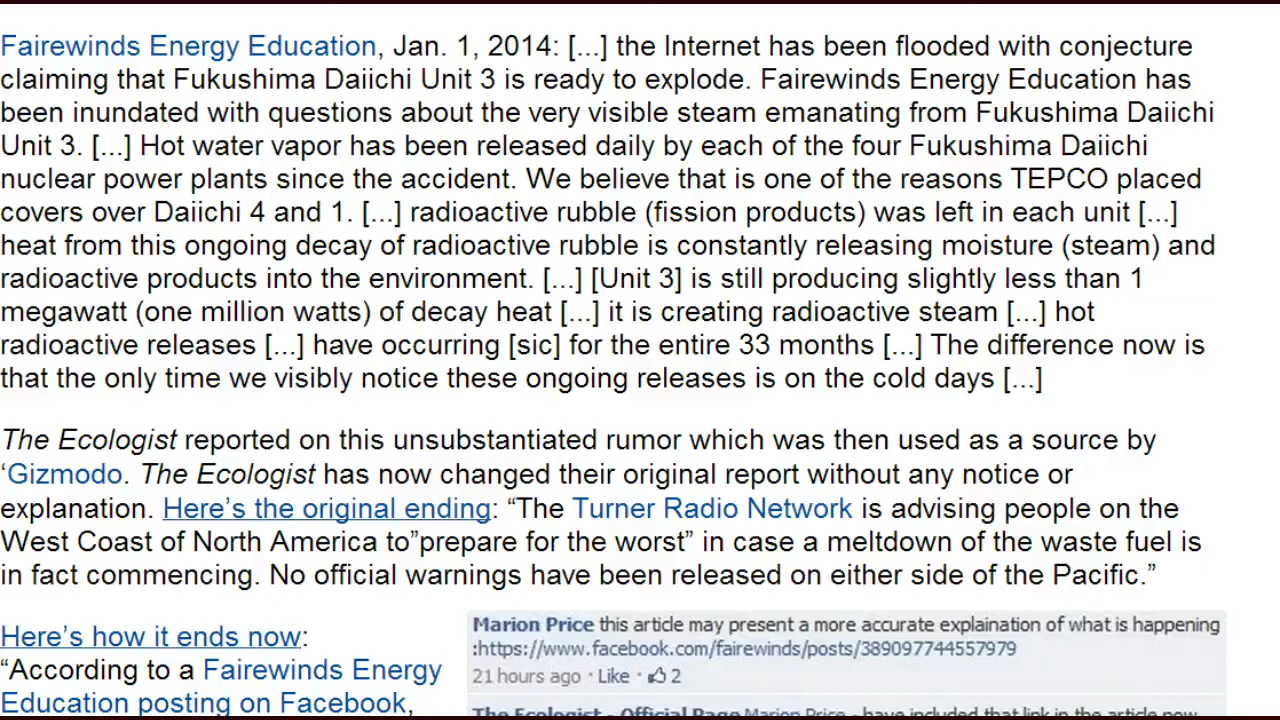 Fairewinds Energy Education, Jan. 1, 2014: [...] the Internet has been flooded with conjecture
claiming that Fukushima Daiichi Unit 3 is ready to explode. Fairewinds Energy Education has
been inundated with questions about the very visible steam emanating from Fukushima Daiichi
Unit 3. [...] Hot water vapor has been released daily by each of the four Fukushima Daiichi
nuclear power plants since the accident. We believe that is one of the reasons TEPCO placed
covers over Daiichi 4 and 1. [...] radioactive rubble (fission products) was left in each unit [...]
heat from this ongoing decay of radioactive rubble is constantly releasing moisture (steam) and
radioactive products into the environment. [...] [Unit 3] is still producing slightly less than 1
megawatt (one million watts) of decay heat [...] it is creating radioactive steam [...] hot
radioactive releases [...] have occurring [sic] for the entire 33 months [...] The difference now is
that the only time we visibly notice these ongoing releases is on the cold days [...]
The Ecologist reported on this unsubstantiated rumor which was then used as a source by
‘Gizmodo. The Ecologist has now changed their original report without any notice or
explanation. Here’s the original ending: “The Turner Radio Network is advising people on the
West Coast of North America to”prepare for the worst” in case a meltdown of the waste fuel is
in fact commencing. No official warnings have been released on either side of the Pacific.”
Here’s how it ends now:
“According to a Fairewinds Energy
Education posting on Facebook,
Marion Price this article may present a more accurate explaination of what is happening
:https://www.facebook.com/fairewinds/posts/389097744557979
21 hours ago · Like · 2
The Ecologist - Official Page Marion Price - have included that link in the article now